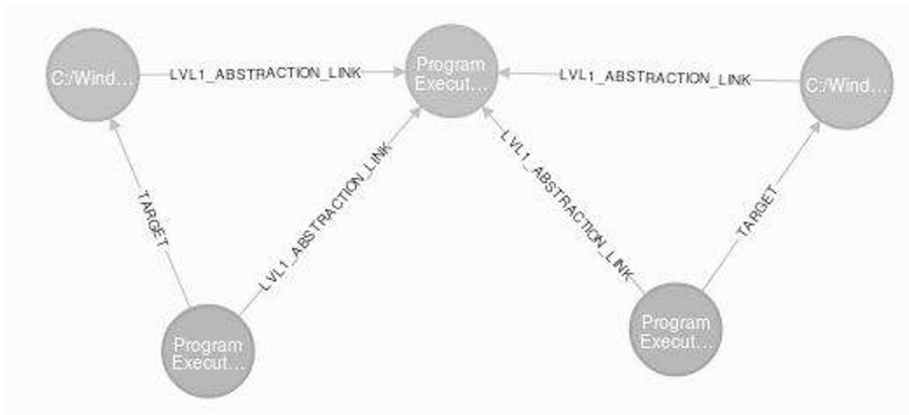 C:/Wind...
LVL1_ABSTRACTION_LINK
Program
Execut...
LVL1_ABSTRACTION_LINK
C:/Wind...
TARGET
LVL1_ABSTRACTION_LINK
LVL1_ABSTRACTION_LINK
TARGET
Program
Execut...
Program
Execut...